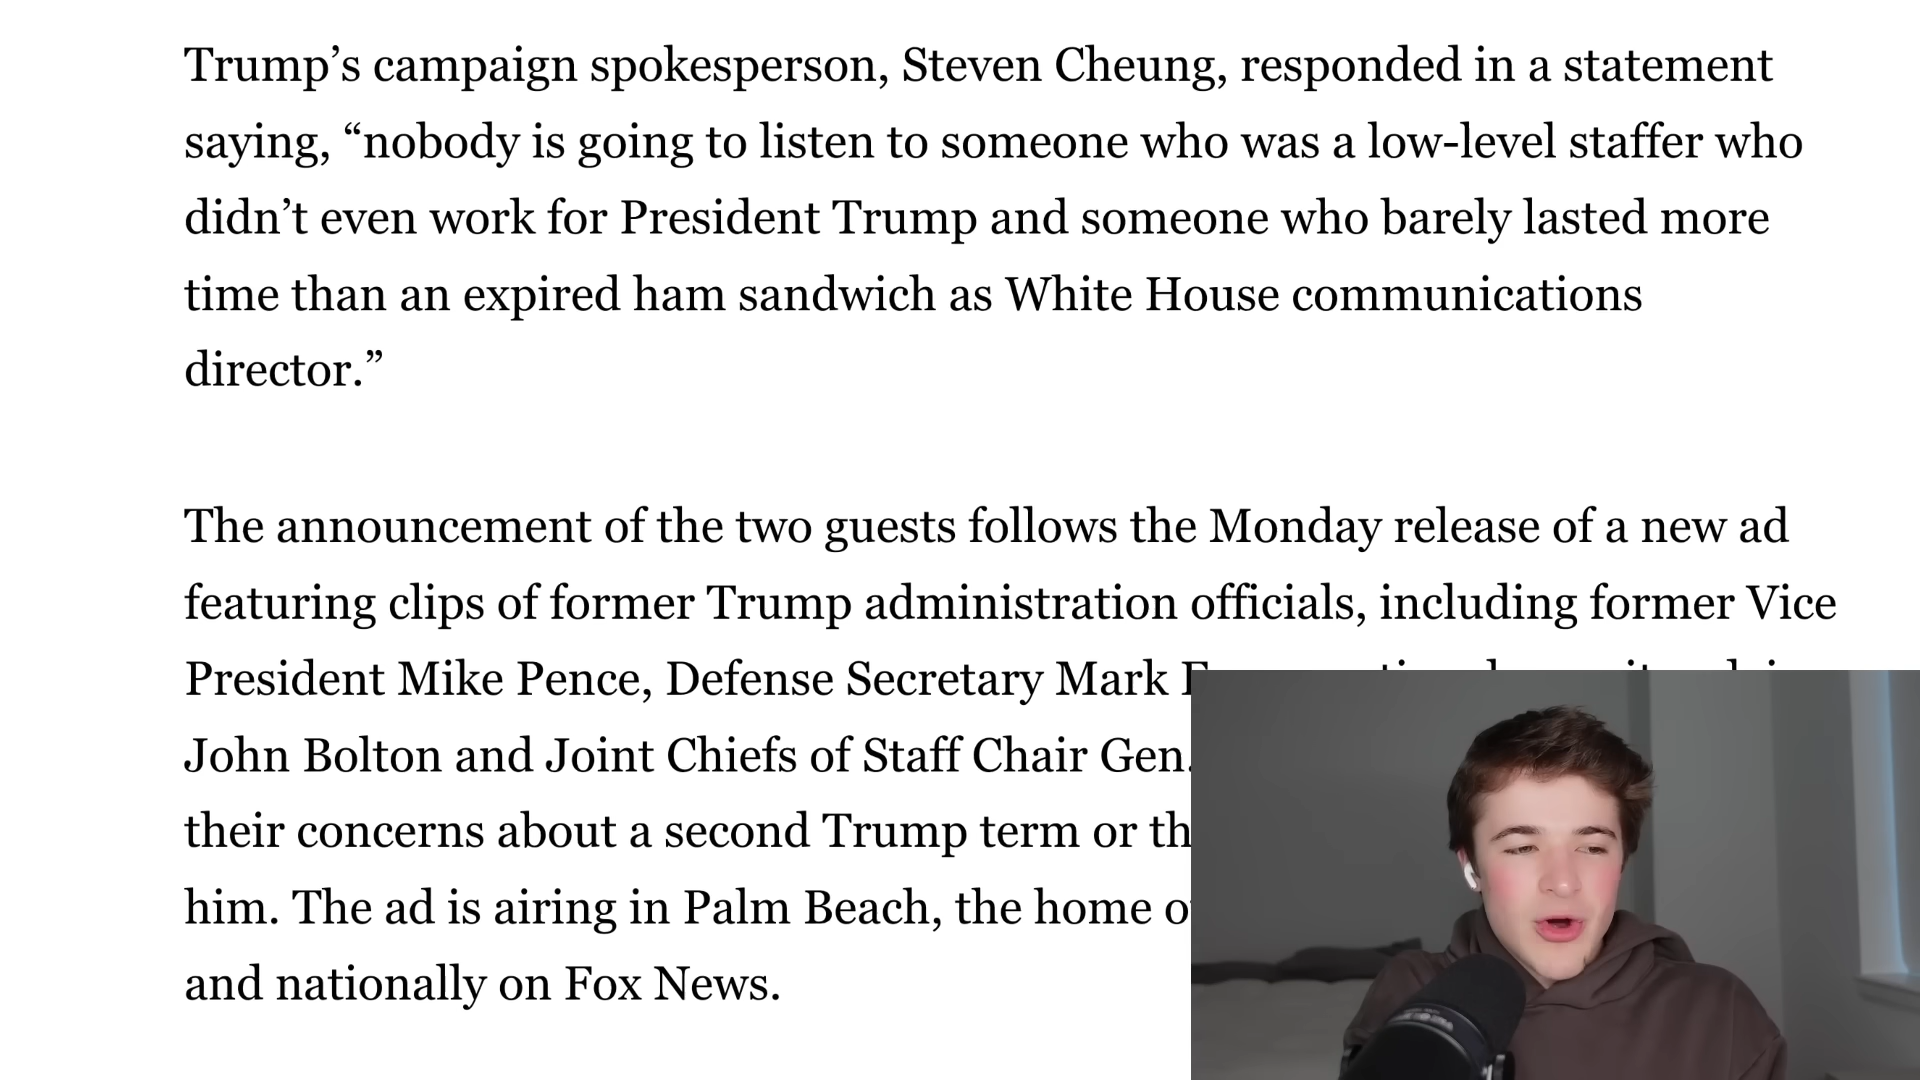 Trump’s campaign spokesperson, Steven Cheung, responded in a statement
saying, “nobody is going to listen to someone who was a low-level staffer who
didn’t even work for President Trump and someone who barely lasted more
time than an expired ham sandwich as White House communications
director.”
The announcement of the two guests follows the Monday release of a new ad
featuring clips of former Trump administration officials, including former Vice
President Mike Pence, Defense Secretary Mark
John Bolton and Joint Chiefs of Staff Chair Gen.
their concerns about a second Trump term or
him. The ad is airing in Palm Beach, the home
and nationally on Fox News.